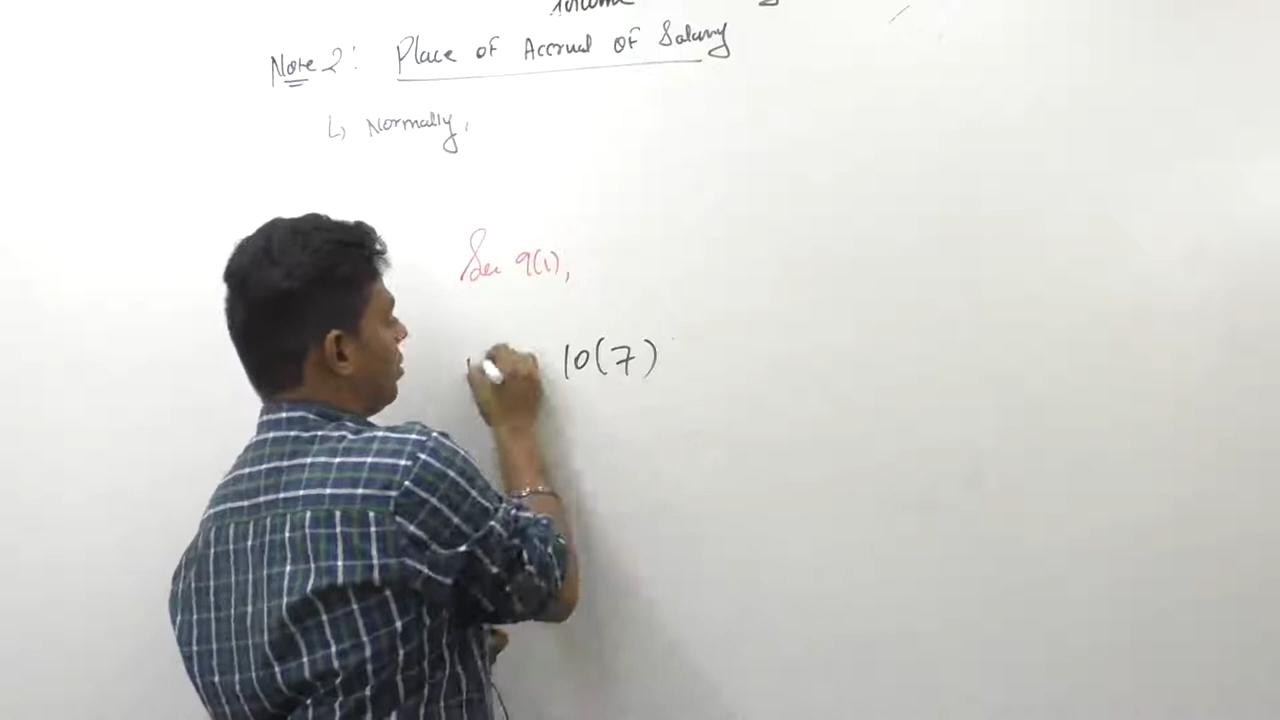 Note 2: Place of Accrual of Salary
↳ Normally,
Sec 9(1),
10(7)